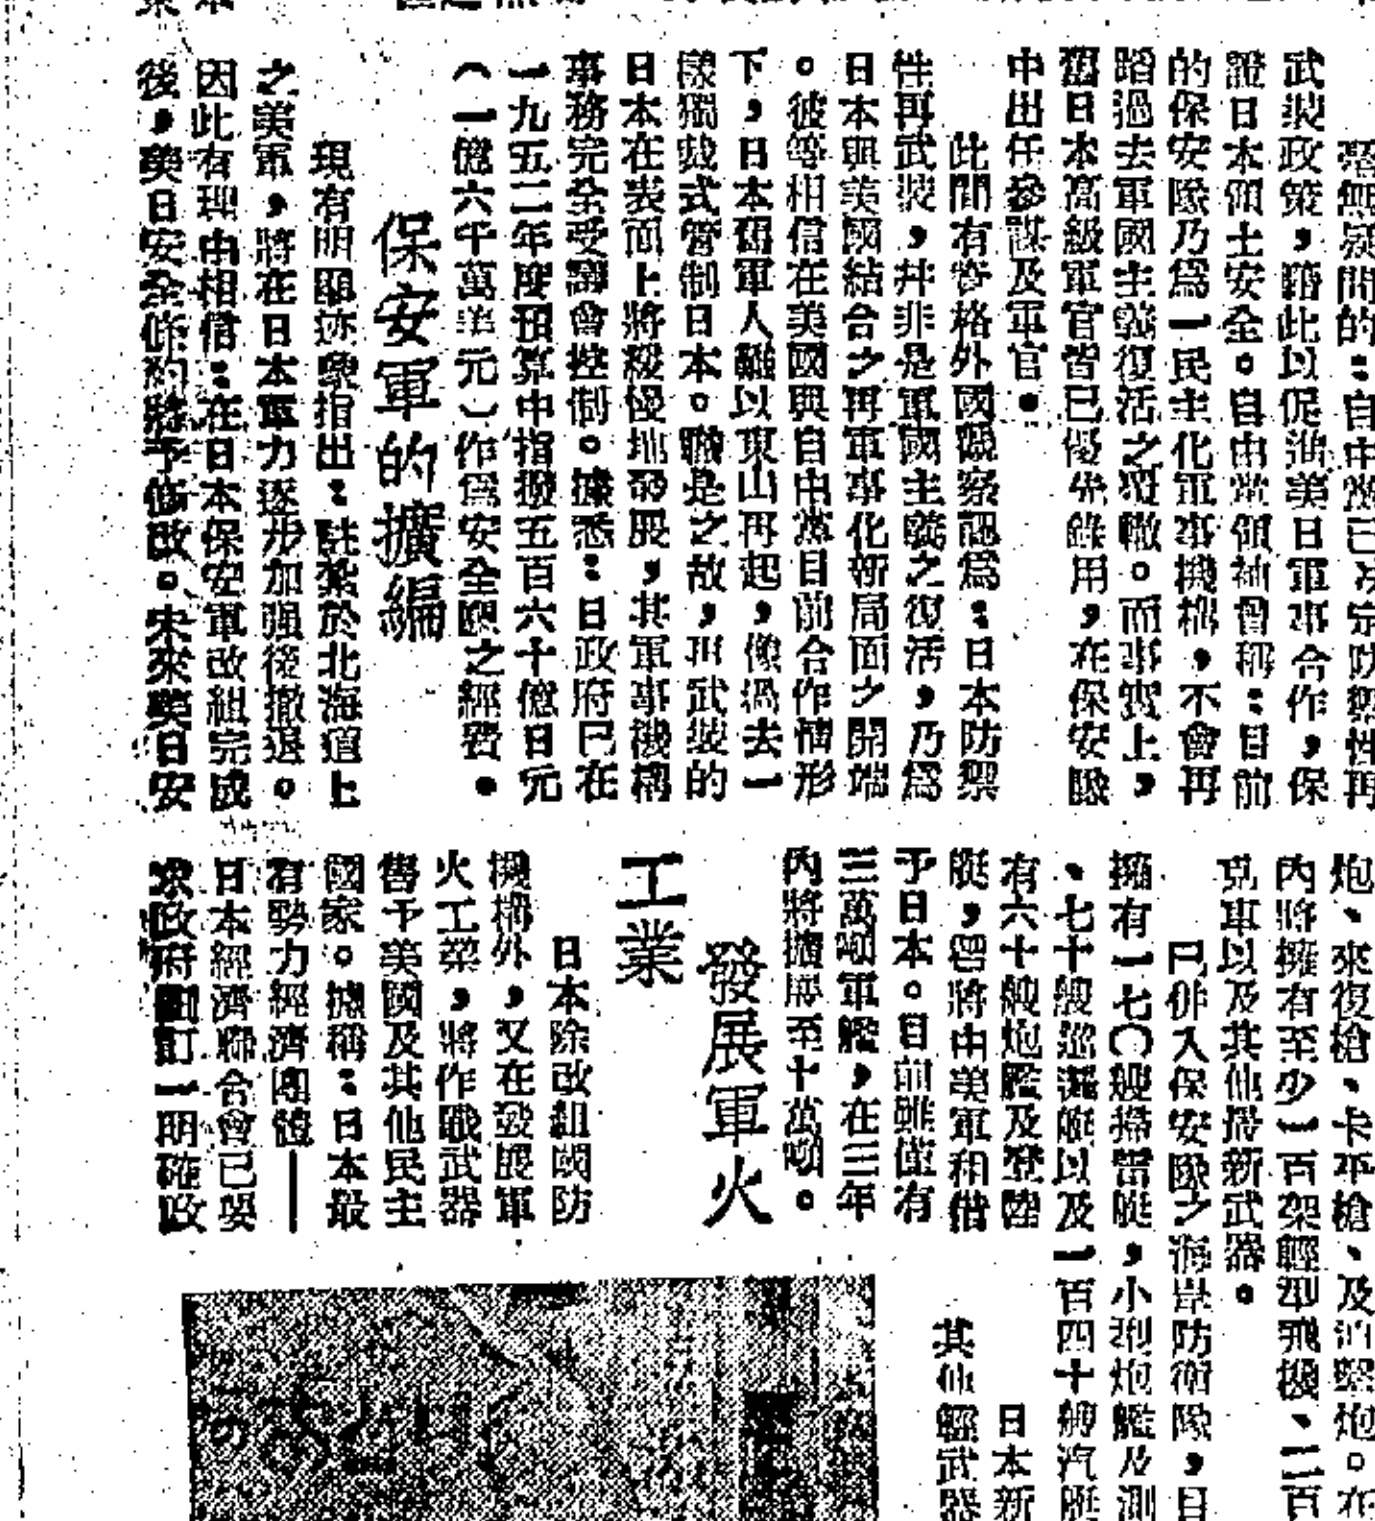 毫無疑問的：自由黨已決定防禦性再
武裝政策，藉此以促進美日軍事合作，保
證日本領土安全。自由黨領袖曾稱：目前
的保安隊乃爲一民主化軍事機構，不會再
蹈過去軍國主義復活之覆轍。而事實上，
舊日本高級軍官皆已優先錄用，在保安隊
中出任參謀及軍官。
此間有資格外國觀察認爲：日本防禦
性再武裝，并非是軍國主義之復活，乃爲
日本與美國結合之再軍事化新局面之開端
。彼等相信在美國與自由黨目前合作情形
下，日本舊軍人難以東山再起，像過去一
樣獨裁式管制日本。職是之故，再武裝的
日本在表面上將緩慢地發展，其軍事機構
事務完全受議會控制。據悉：日政府已在
一九五二年度預算中指撥五百六十億日元
（一億六千萬美元）作爲安全隊之經費。
保安軍的擴編
現有明顯迹象指出：駐紮於北海道上
之美軍，將在日本軍力逐步加强後撤退。
因此有理由相信：在日本保安軍改組完成
後，美日安全條約將予修改。未來美日安
炮、來復槍、卡平槍、及迫擊炮。在
內將擁有至少一百架輕型飛機、二百
克車以及其他最新武器。
已併入保安隊之海岸防衛隊，目
擁有一七〇艘掃雷艇，小型炮艦及測
、七十艘巡邏艇以及一百四十艘汽艇
有六十艘炮艦及登陸
艇，曾將由美軍租借
予日本。目前雖僅有
三萬噸軍艦，在三年
內將擴展至十萬噸。
發展軍火
工業
日本除改組國防
機構外，又在發展軍
火工業，將作戰武器
售予美國及其他民主
國家。據稱：日本最
有勢力經濟團體——
日本經濟聯合會已要
求政府制訂一明確政
日本新
其他輕武器